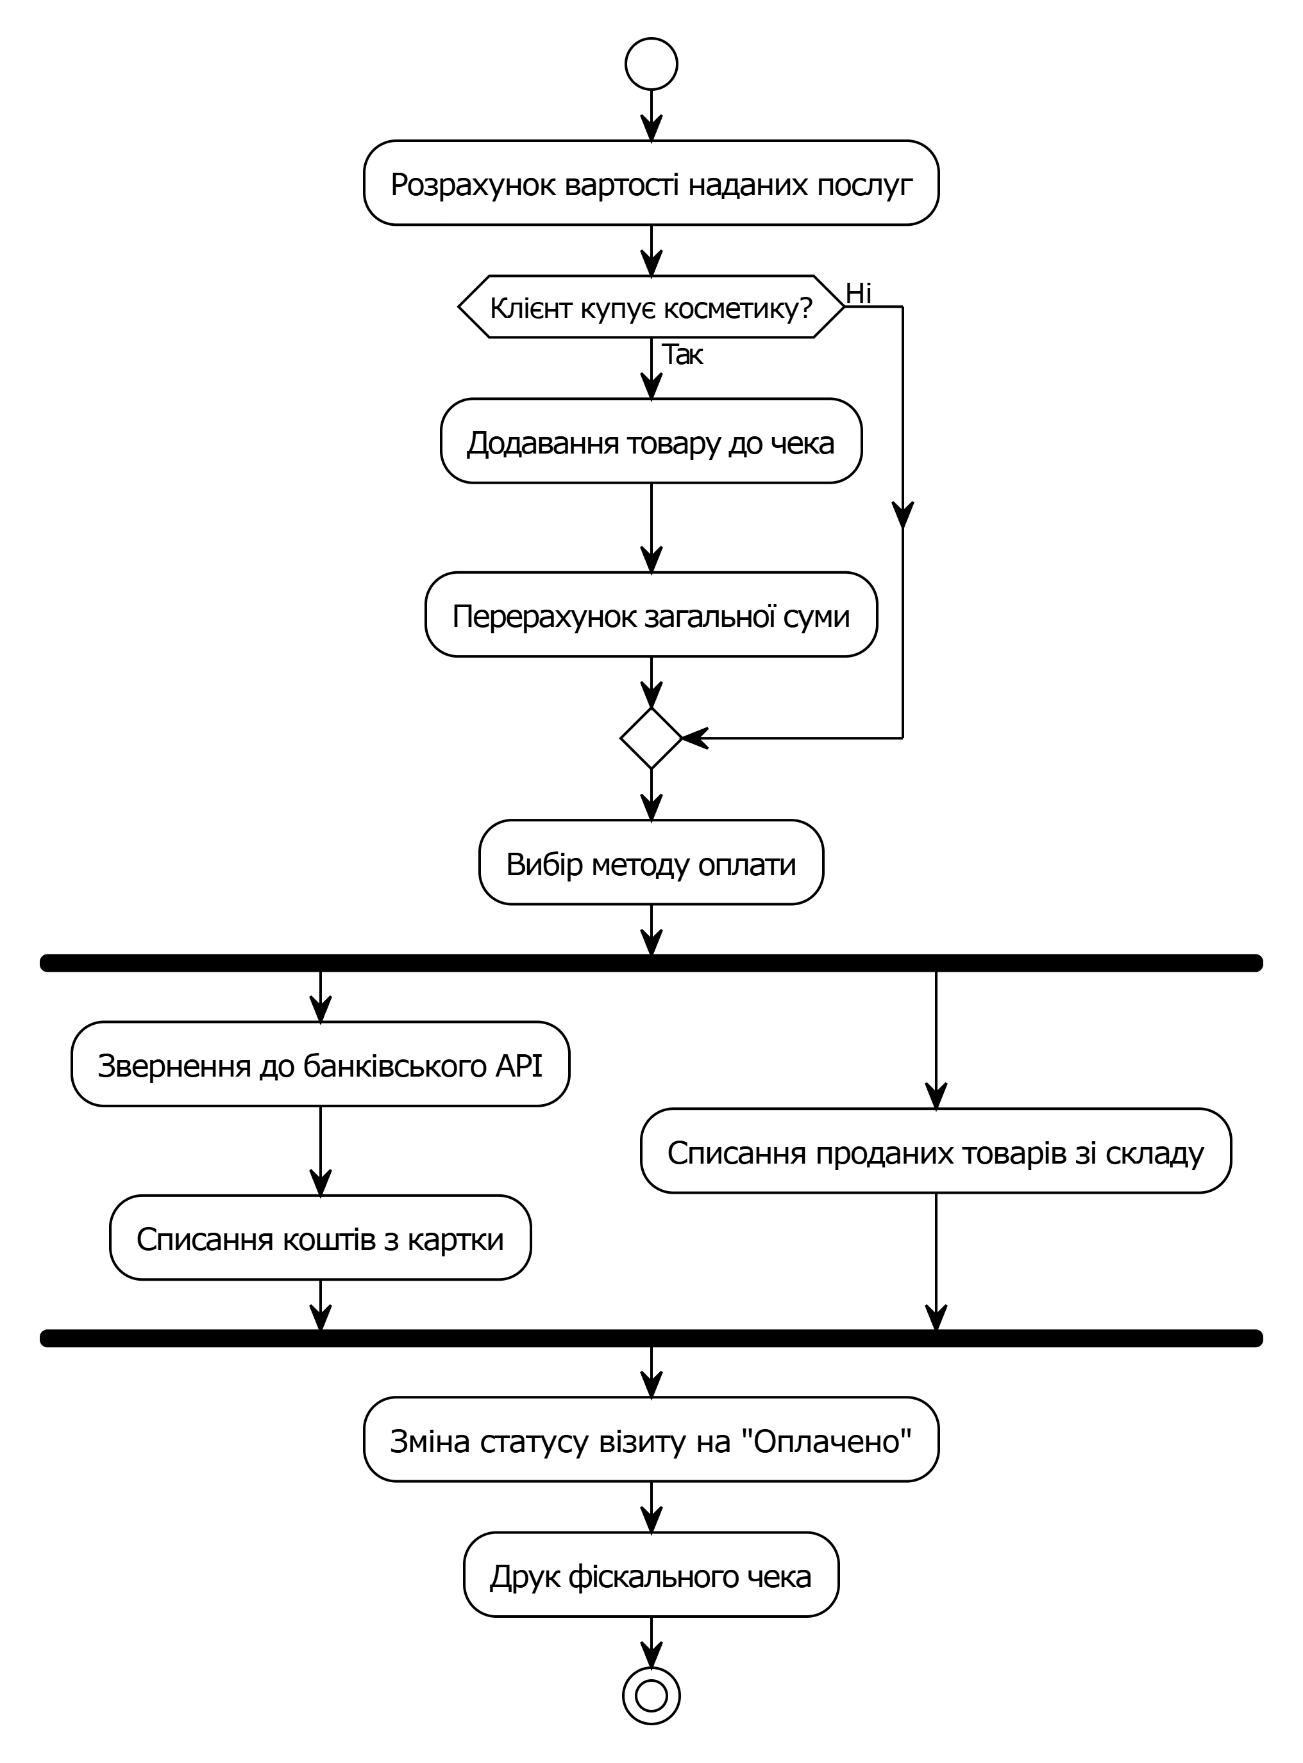 Розрахунок вартості наданих послуг
Клієнт купує косметику?
Ні
Так
Додавання товару до чека
Перерахунок загальної суми
Вибір методу оплати
Звернення до банківського API
Списання проданих товарів зі складу
Списання коштів з картки
Зміна статусу візиту на "Оплачено"
Друк фіскального чека